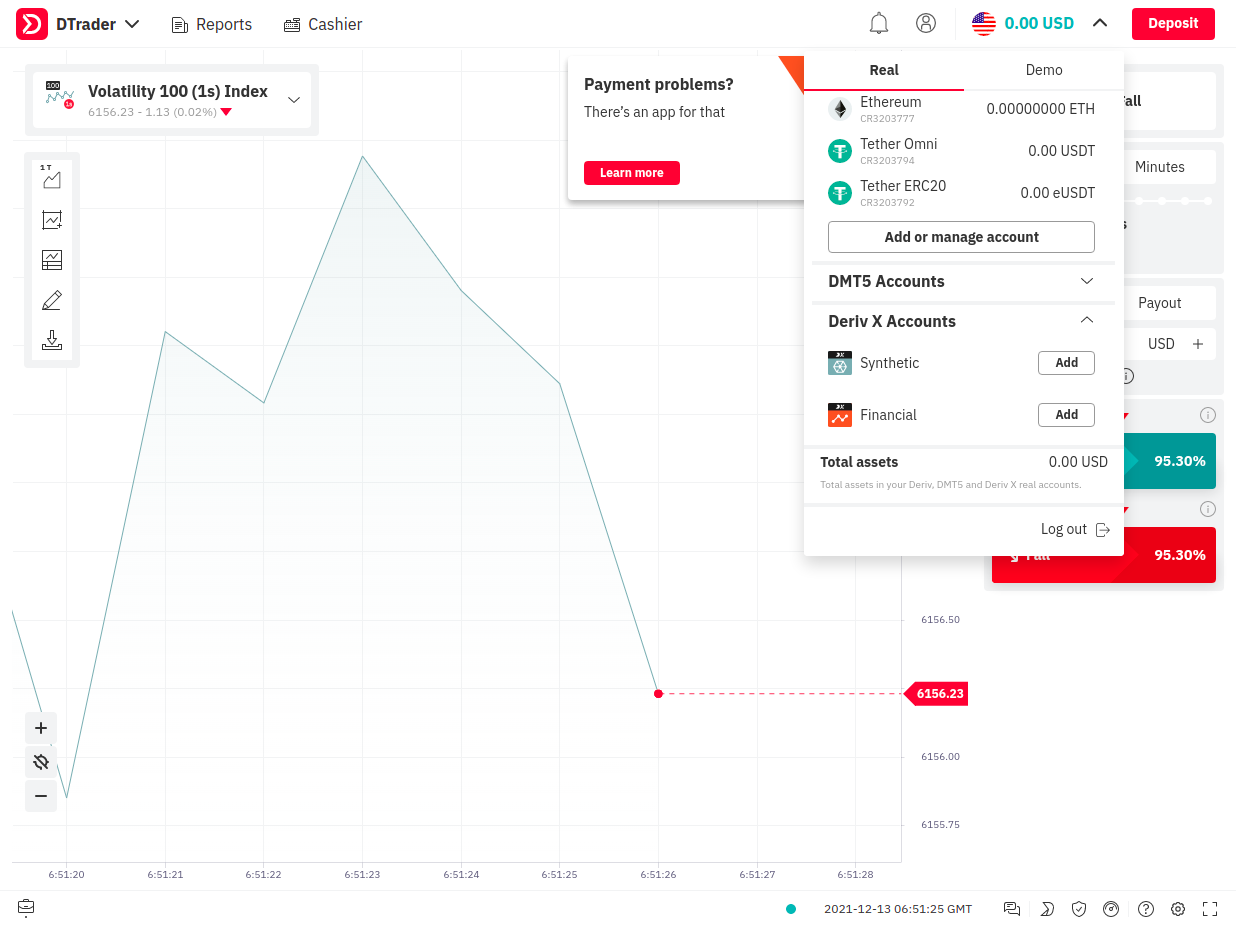 DTrader
Reports
Cashier
0.00 USD
Deposit
100
1s
Volatility 100 (1s) Index
6156.23 - 1.13 (0.02%)
1 T
Payment problems?
There's an app for that
Learn more
Real
Demo
Ethereum
CR3203777
0.00000000 ETH
Tether Omni
CR3203794
0.00 USDT
Tether ERC20
CR3203792
0.00 eUSDT
Add or manage account
DMT5 Accounts
Deriv X Accounts
Synthetic
Add
Financial
Add
Total assets
0.00 USD
Total assets in your Deriv, DMT5 and Deriv X real accounts.
Log out
Minutes
Payout
USD
95.30%
Fall
95.30%
6156.50
6156.23
6156.00
6155.75
6:51:20
6:51:21
6:51:22
6:51:23
6:51:24
6:51:25
6:51:26
6:51:27
6:51:28
2021-12-13 06:51:25 GMT